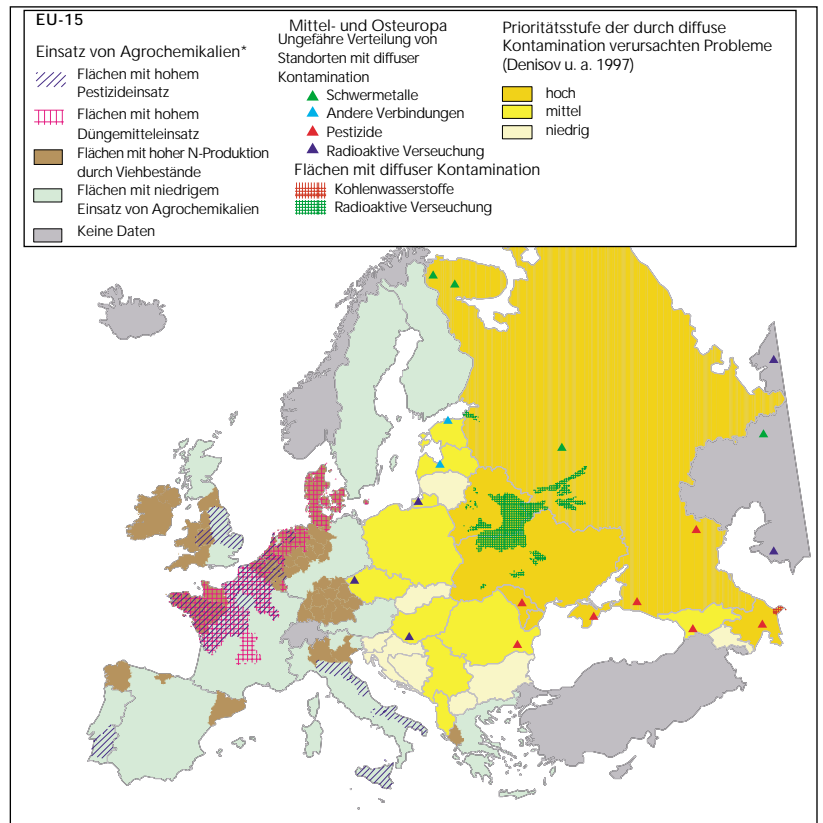 EU-15
Einsatz von Agrochemikalien*
Flächen mit hohem
Pestizideinsatz
Flächen mit hohem
Düngemitteleinsatz
Flächen mit hoher N-Produktion
durch Viehbestände
Flächen mit niedrigem
Einsatz von Agrochemikalien
Keine Daten
Mittel- und Osteuropa
Ungefähre Verteilung von
Standorten mit diffuser
Kontamination
Schwermetalle
Andere Verbindungen
Pestizide
Radioaktive Verseuchung
Flächen mit diffuser Kontamination
Kohlenwasserstoffe
Radioaktive Verseuchung
Prioritätsstufe der durch diffuse
Kontamination verursachten Probleme
(Denisov u. a. 1997)
hoch
mittel
niedrig